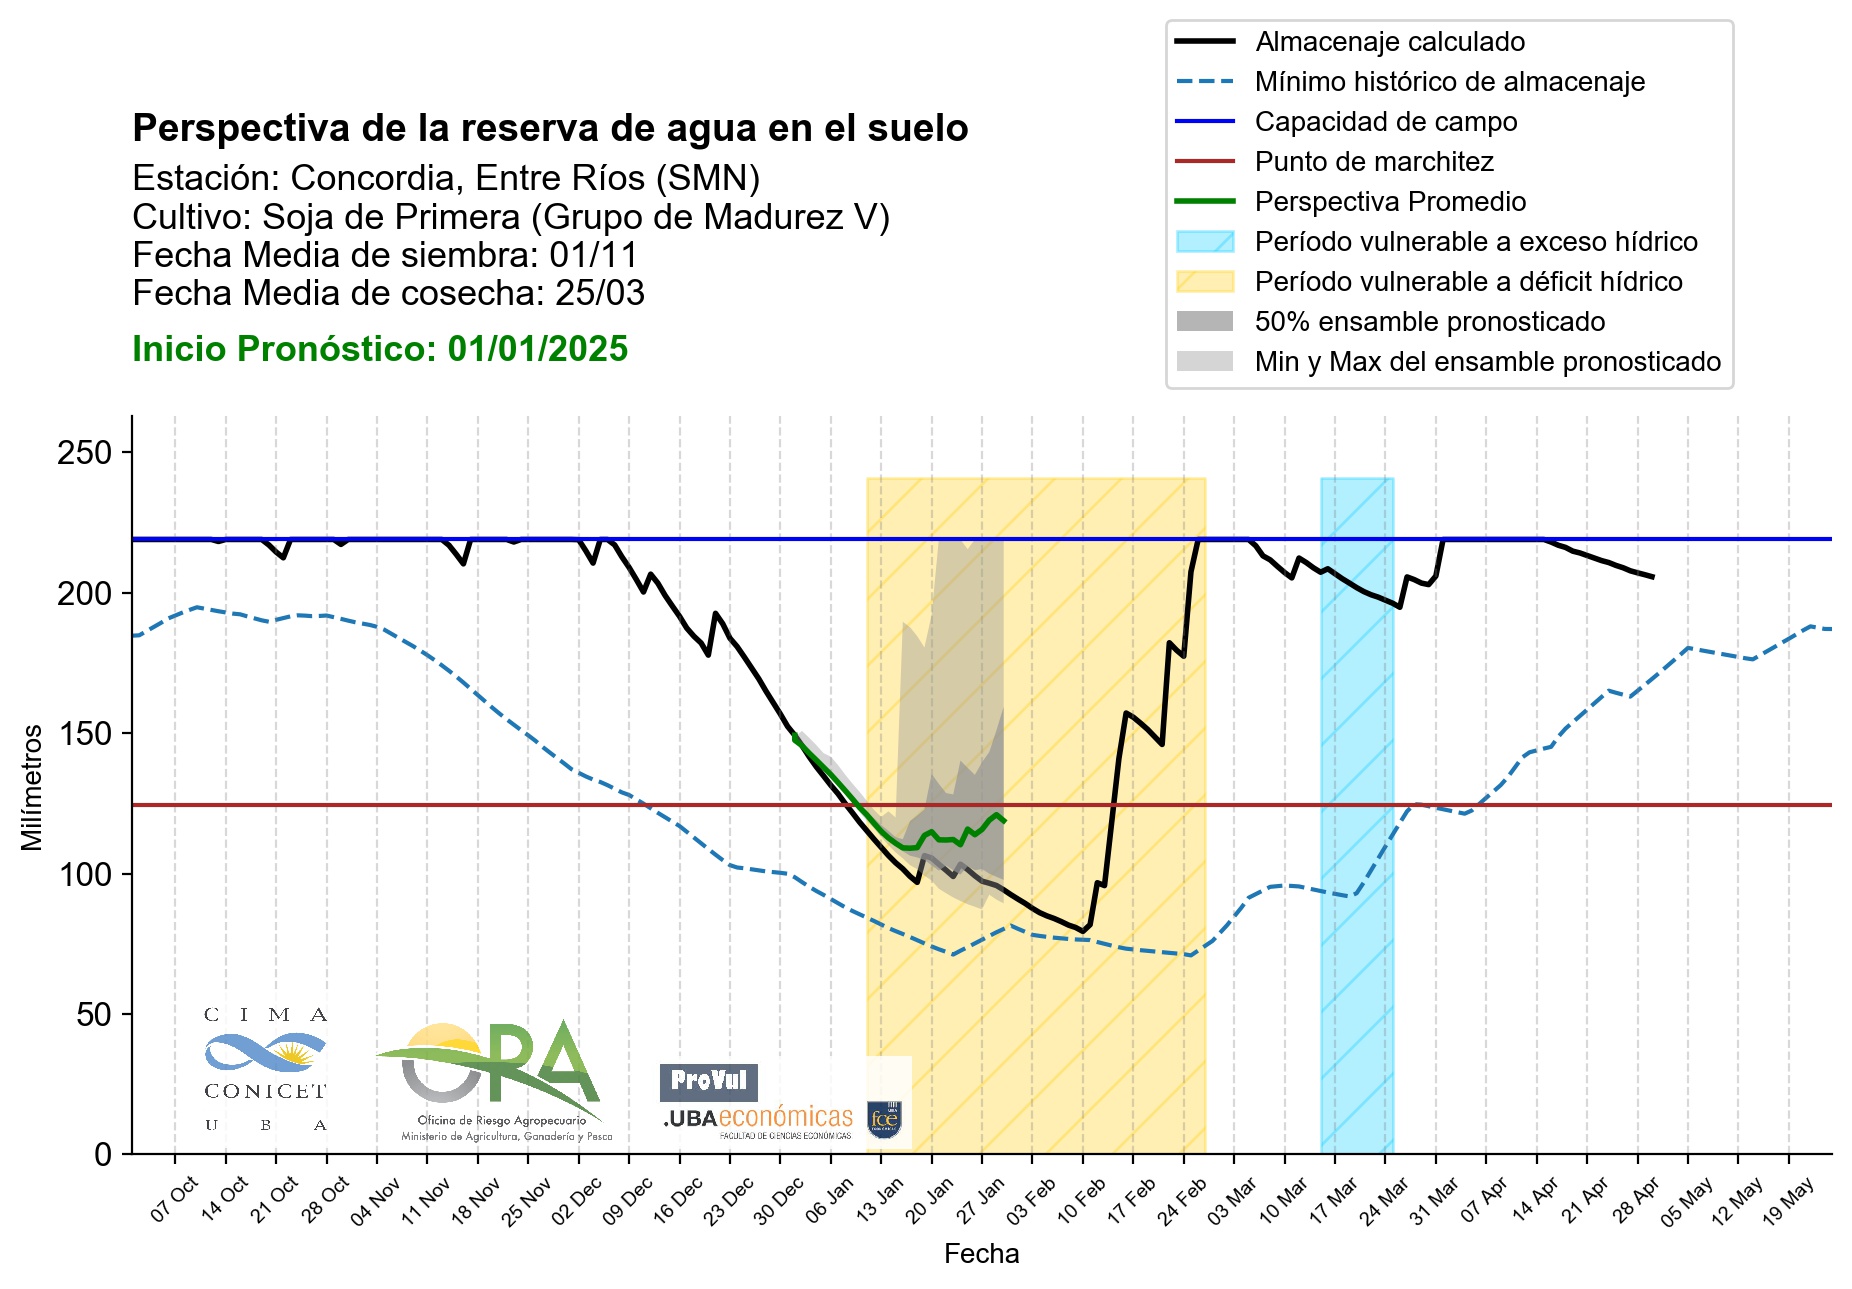 Almacenaje calculado
Mínimo histórico de almacenaje
Capacidad de campo
Punto de marchitez
Perspectiva Promedio
Período vulnerable a exceso hídrico
Período vulnerable a déficit hídrico
50% ensamble pronosticado
Min y Max del ensamble pronosticado
Perspectiva de la reserva de agua en el suelo
Estación: Concordia, Entre Ríos (SMN)
Cultivo: Soja de Primera (Grupo de Madurez V)
Fecha Media de siembra: 01/11
Fecha Media de cosecha: 25/03
Inicio Pronóstico: 01/01/2025
Milímetros
250
200
150
100
50
0
C I M A
CONICET
U B A
OPA
Oficina de Riesgo Agropecuario
Ministerio de Agricultura, Ganadería y Pesca
ProVul
.UBAeconómicas
FACULTAD DE CIENCIAS ECONÓMICAS
UBA
fce
07 Oct
14 Oct
21 Oct
28 Oct
04 Nov
11 Nov
18 Nov
25 Nov
02 Dec
09 Dec
16 Dec
23 Dec
30 Dec
06 Jan
13 Jan
20 Jan
27 Jan
03 Feb
10 Feb
17 Feb
24 Feb
03 Mar
10 Mar
17 Mar
24 Mar
31 Mar
07 Apr
14 Apr
21 Apr
28 Apr
05 May
12 May
19 May
Fecha